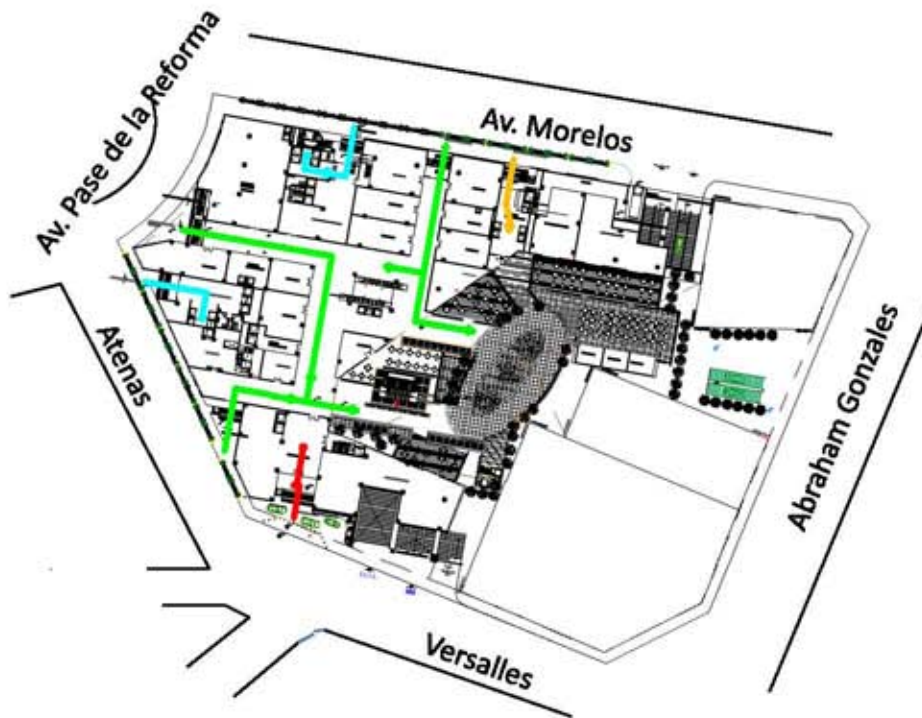 Av. Pase de la Reforma
Av. Morelos
Atenas
Abraham Gonzales
Versalles